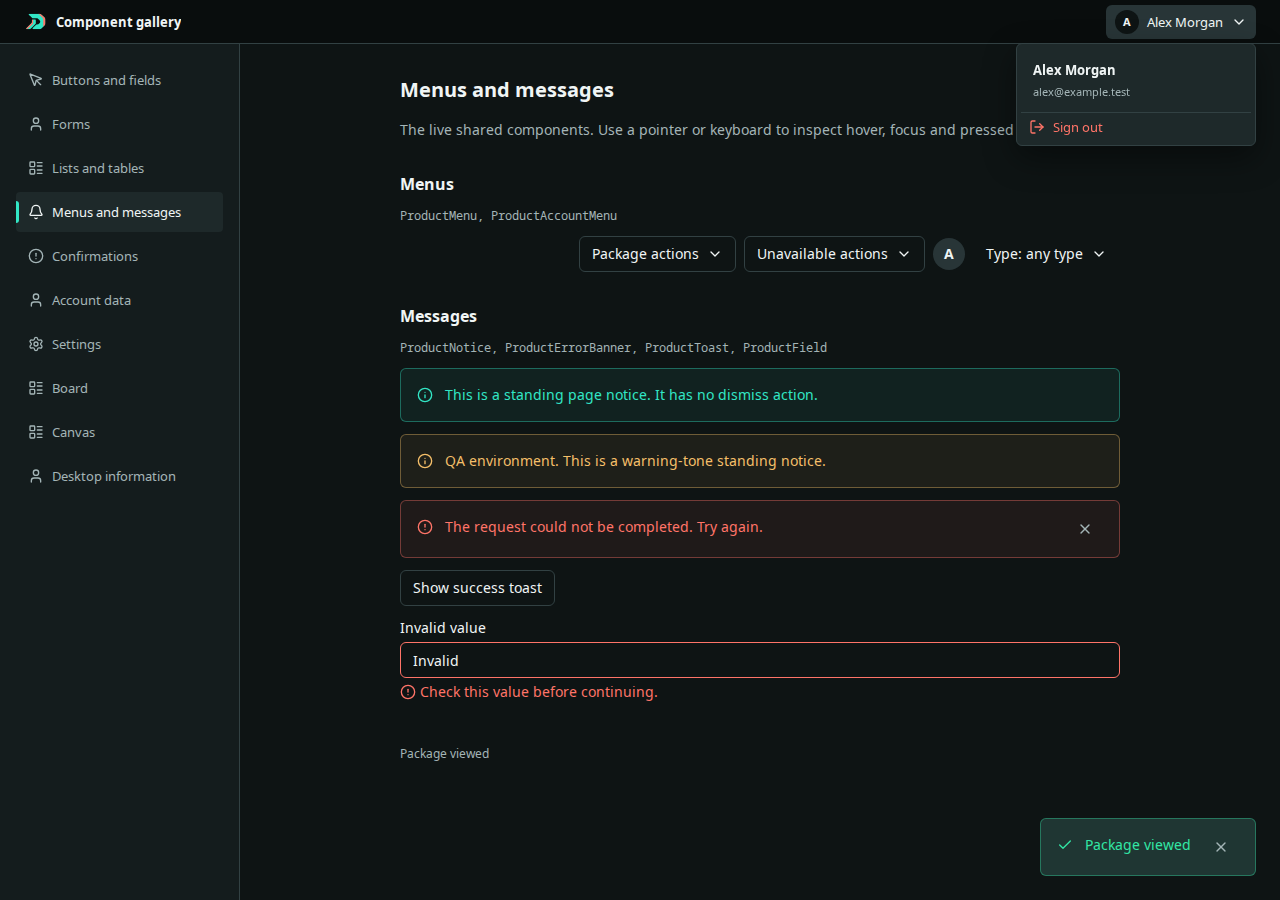 Component gallery
A Alex Morgan
Alex Morgan
alex@example.test
Sign out
Buttons and fields
Forms
Lists and tables
Menus and messages
Confirmations
Account data
Settings
Board
Canvas
Desktop information
Menus and messages
The live shared components. Use a pointer or keyboard to inspect hover, focus and pressed
Menus
ProductMenu, ProductAccountMenu
Package actions
Unavailable actions
A
Type: any type
Messages
ProductNotice, ProductErrorBanner, ProductToast, ProductField
This is a standing page notice. It has no dismiss action.
QA environment. This is a warning-tone standing notice.
The request could not be completed. Try again.
Show success toast
Invalid value
Invalid
Check this value before continuing.
Package viewed
Package viewed